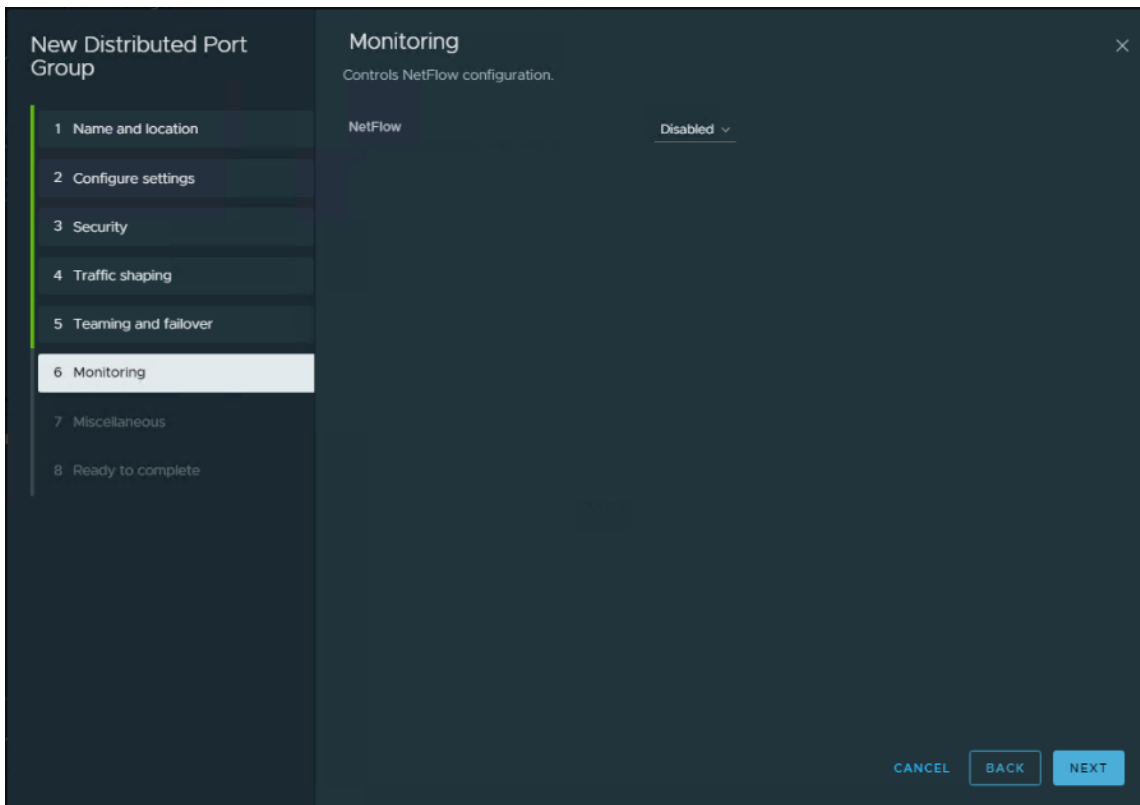 New Distributed Port
Group
1 Name and location
2 Configure settings
3 Security
4 Traffic shaping
5 Teaming and failover
6 Monitoring
7 Miscellaneous
8 Ready to complete
Monitoring
Controls NetFlow configuration.
NetFlow
Disabled
CANCEL
BACK
NEXT